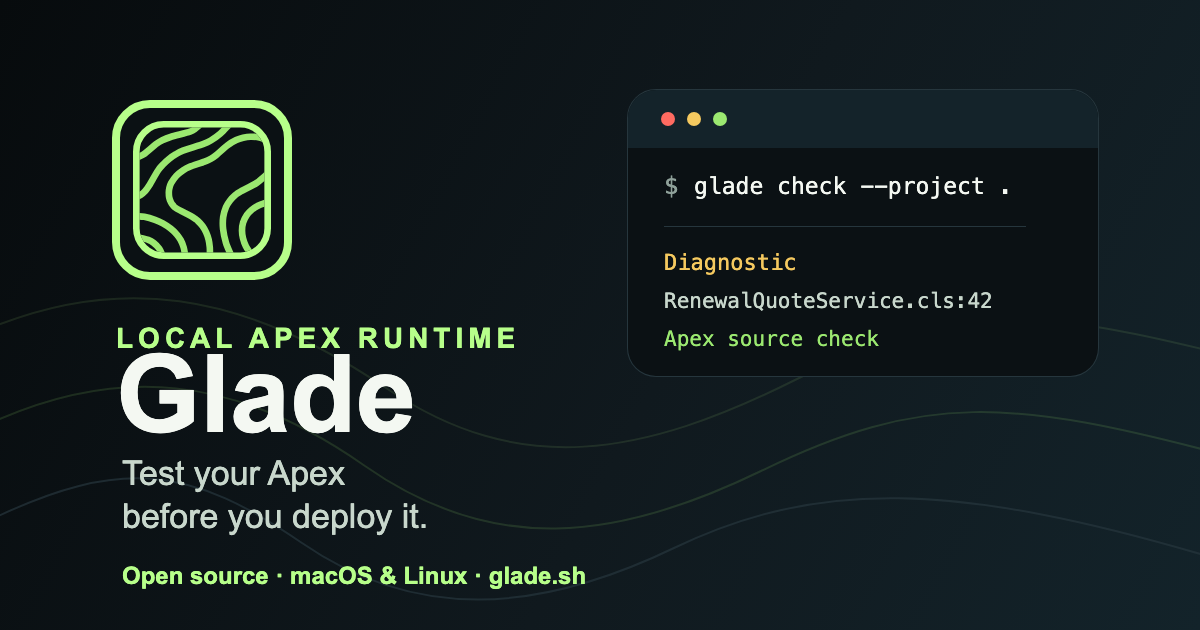 LOCAL APEX RUNTIME
Glade
Test your Apex
before you deploy it.
Open source · macOS & Linux · glade.sh
$ glade check --project .
Diagnostic
RenewalQuoteService.cls:42
Apex source check